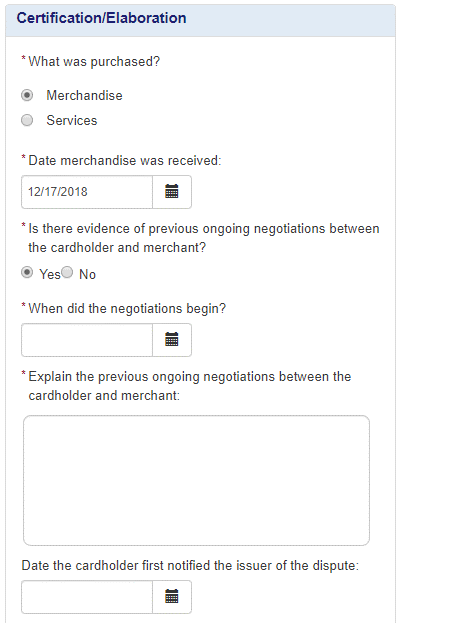 Certification/Elaboration
* What was purchased?
Merchandise
Services
* Date merchandise was received:
12/17/2018
* Is there evidence of previous ongoing negotiations between
the cardholder and merchant?
Yes No
* When did the negotiations begin?
* Explain the previous ongoing negotiations between the
cardholder and merchant:
Date the cardholder first notified the issuer of the dispute: